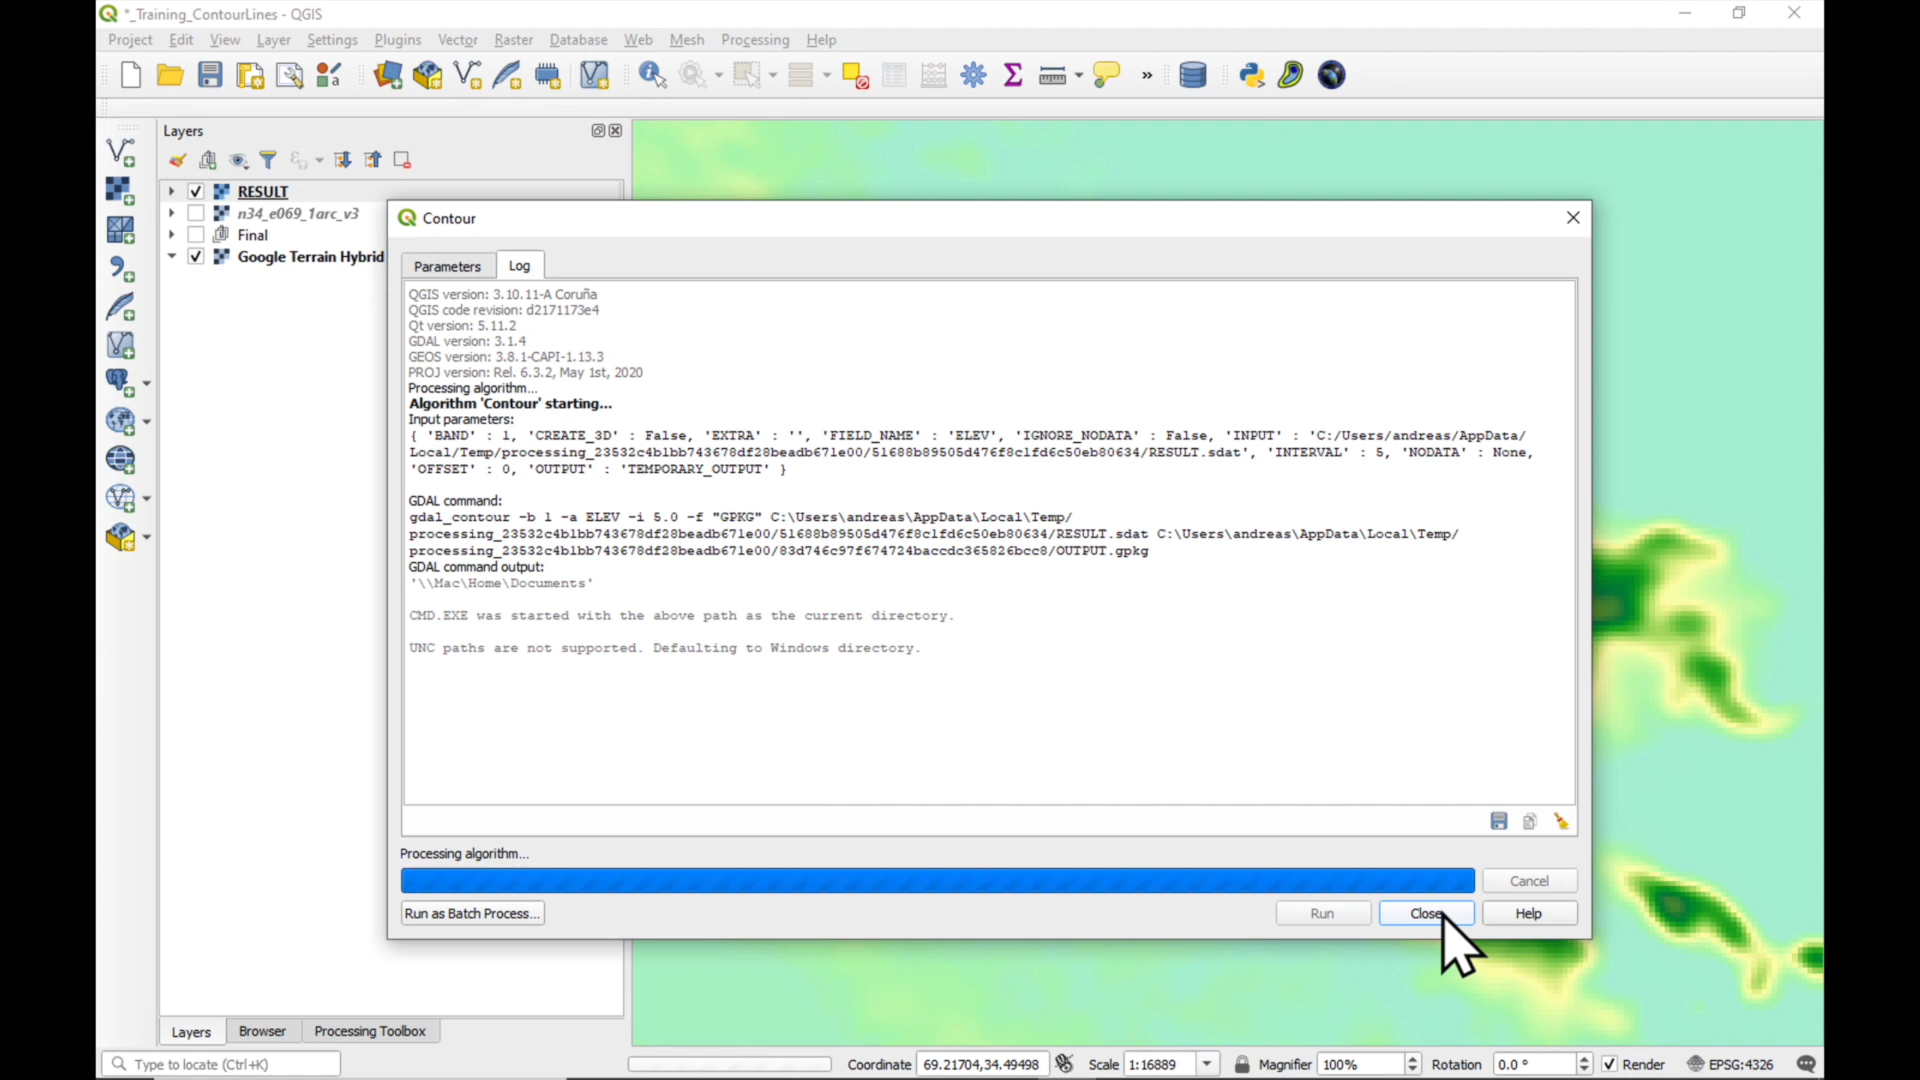 *_Training_ContourLines - QGIS
Project Edit View Layer Settings Plugins Vector Raster Database Web Mesh Processing Help
Layers
RESULT
n34_e069_1arc_v3
Final
Google Terrain Hybrid
Contour
Parameters Log
QGIS version: 3.10.11-A Coruña
QGIS code revision: d2171173e4
Qt version: 5.11.2
GDAL version: 3.1.4
GEOS version: 3.8.1-CAPI-1.13.3
PROJ version: Rel. 6.3.2, May 1st, 2020
Processing algorithm...
Algorithm 'Contour' starting...
Input parameters:
{ 'BAND' : 1, 'CREATE_3D' : False, 'EXTRA' : '', 'FIELD_NAME' : 'ELEV', 'IGNORE_NODATA' : False, 'INPUT' : 'C:/Users/andreas/AppData/
Local/Temp/processing_23532c4b1bb743678df28beadb671e00/51688b89505d476f8c1fd6c50eb80634/RESULT.sdat', 'INTERVAL' : 5, 'NODATA' : None,
'OFFSET' : 0, 'OUTPUT' : 'TEMPORARY_OUTPUT' }
GDAL command:
gdal_contour -b 1 -a ELEV -i 5.0 -f "GPKG" C:\Users\andreas\AppData\Local\Temp/
processing_23532c4b1bb743678df28beadb671e00/51688b89505d476f8c1fd6c50eb80634/RESULT.sdat C:\Users\andreas\AppData\Local\Temp/
processing_23532c4b1bb743678df28beadb671e00/83d746c97f674724baccdc365826bcc8/OUTPUT.gpkg
GDAL command output:
'\\Mac\Home\Documents'
CMD.EXE was started with the above path as the current directory.
UNC paths are not supported. Defaulting to Windows directory.
Processing algorithm...
Cancel
Run as Batch Process... Run Close Help
Layers Browser Processing Toolbox
Type to locate (Ctrl+K) Coordinate 69.21704,34.49498 Scale 1:16889 Magnifier 100% Rotation 0.0 ° Render EPSG:4326